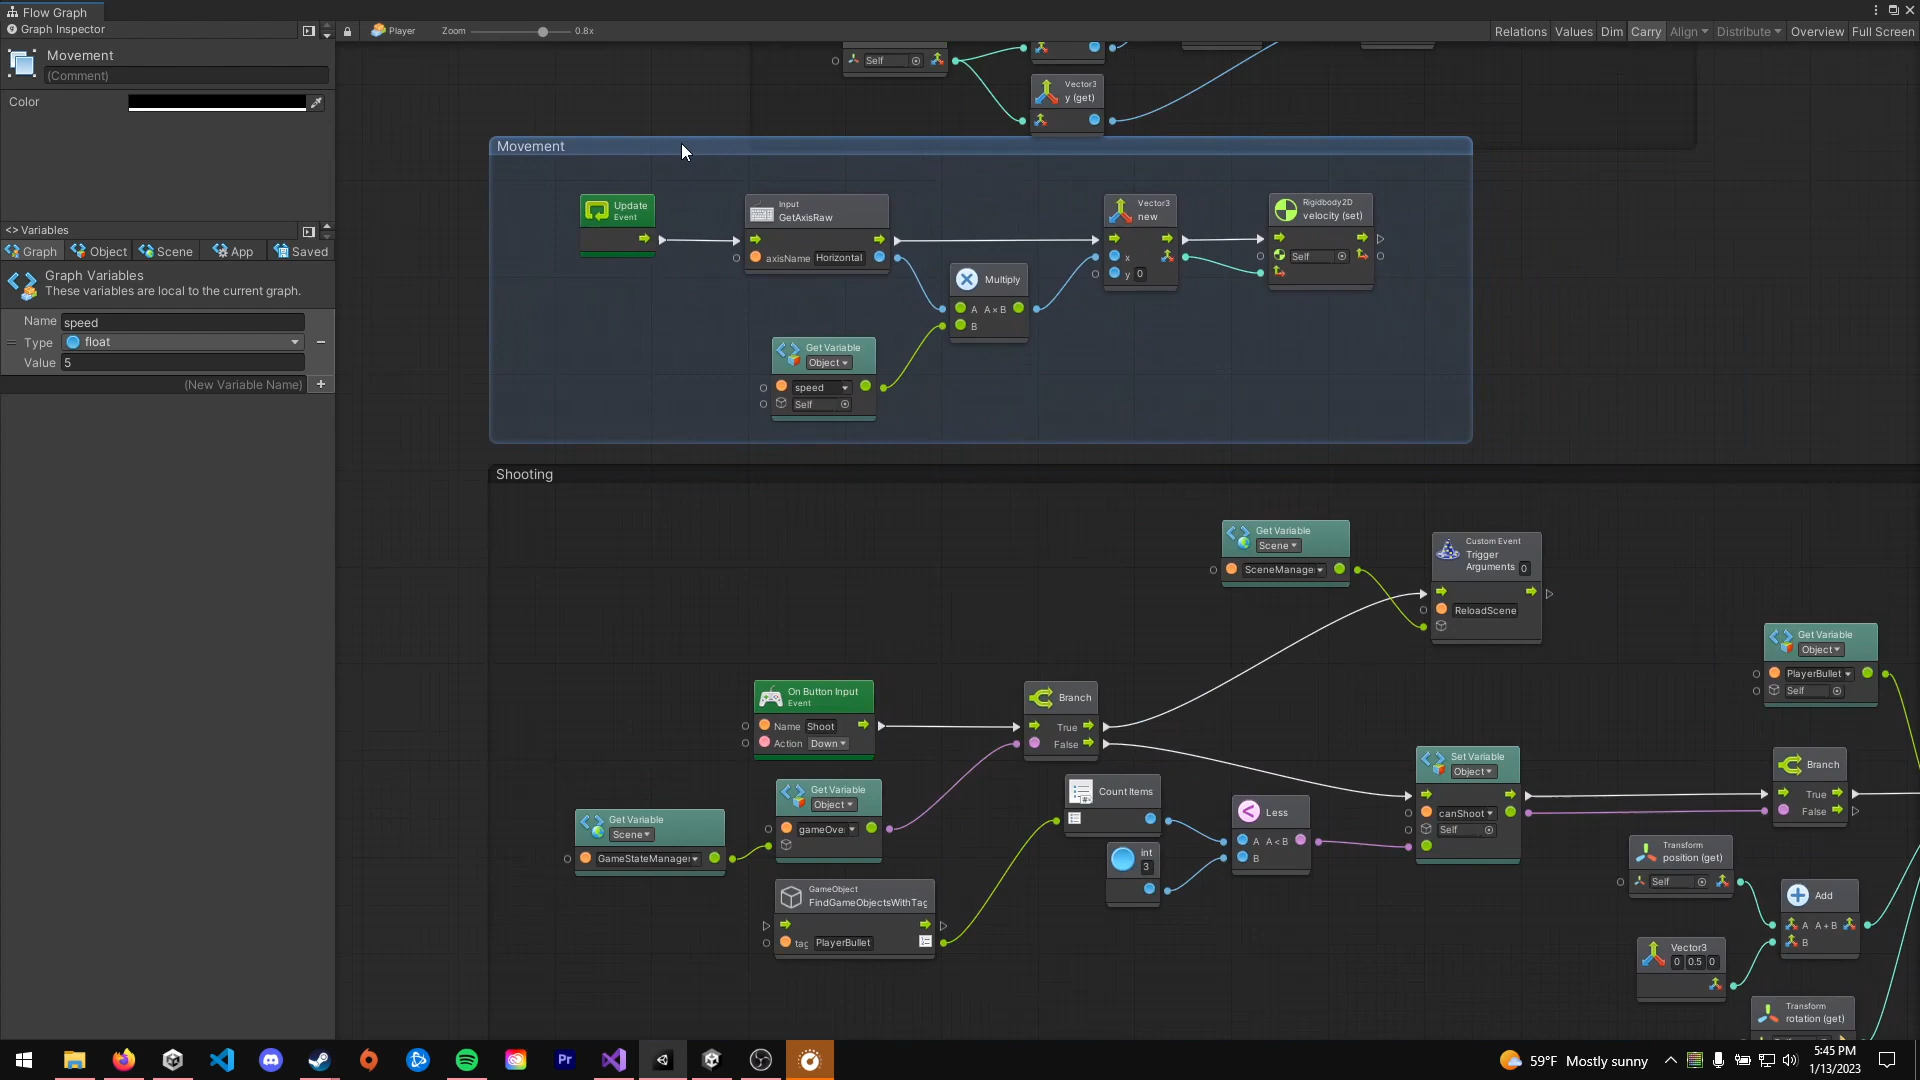 Flow Graph
Graph Inspector
Player
Zoom
0.8x
Relations
Values
Dim
Carry
Align
Distribute
Overview
Full Screen
Movement
(Comment)
Color
<> Variables
Graph
Object
Scene
App
Saved
Graph Variables
These variables are local to the current graph.
Name
speed
Type
float
Value
5
(New Variable Name)
+
Self
Vector3
y (get)
Movement
Update
Event
Input
GetAxisRaw
axisName
Horizontal
Multiply
A
A × B
B
Get Variable
Object
speed
Self
Vector3
new
x
y
0
Rigidbody2D
velocity (set)
Self
Shooting
Get Variable
Scene
SceneManager
Custom Event
Trigger
Arguments
0
ReloadScene
On Button Input
Event
Name
Shoot
Action
Down
Branch
True
False
Get Variable
Scene
GameStateManager
Get Variable
Object
gameOve
GameObject
FindGameObjectsWithTag
tag
PlayerBullet
Count Items
int
3
Less
A
A < B
B
Set Variable
Object
canShoot
Self
Get Variable
Object
PlayerBullet
Self
Branch
True
False
Transform
position (get)
Self
Add
A
A + B
B
Vector3
0
0.5
0
Transform
rotation (get)
59°F
Mostly sunny
5:45 PM
1/13/2023